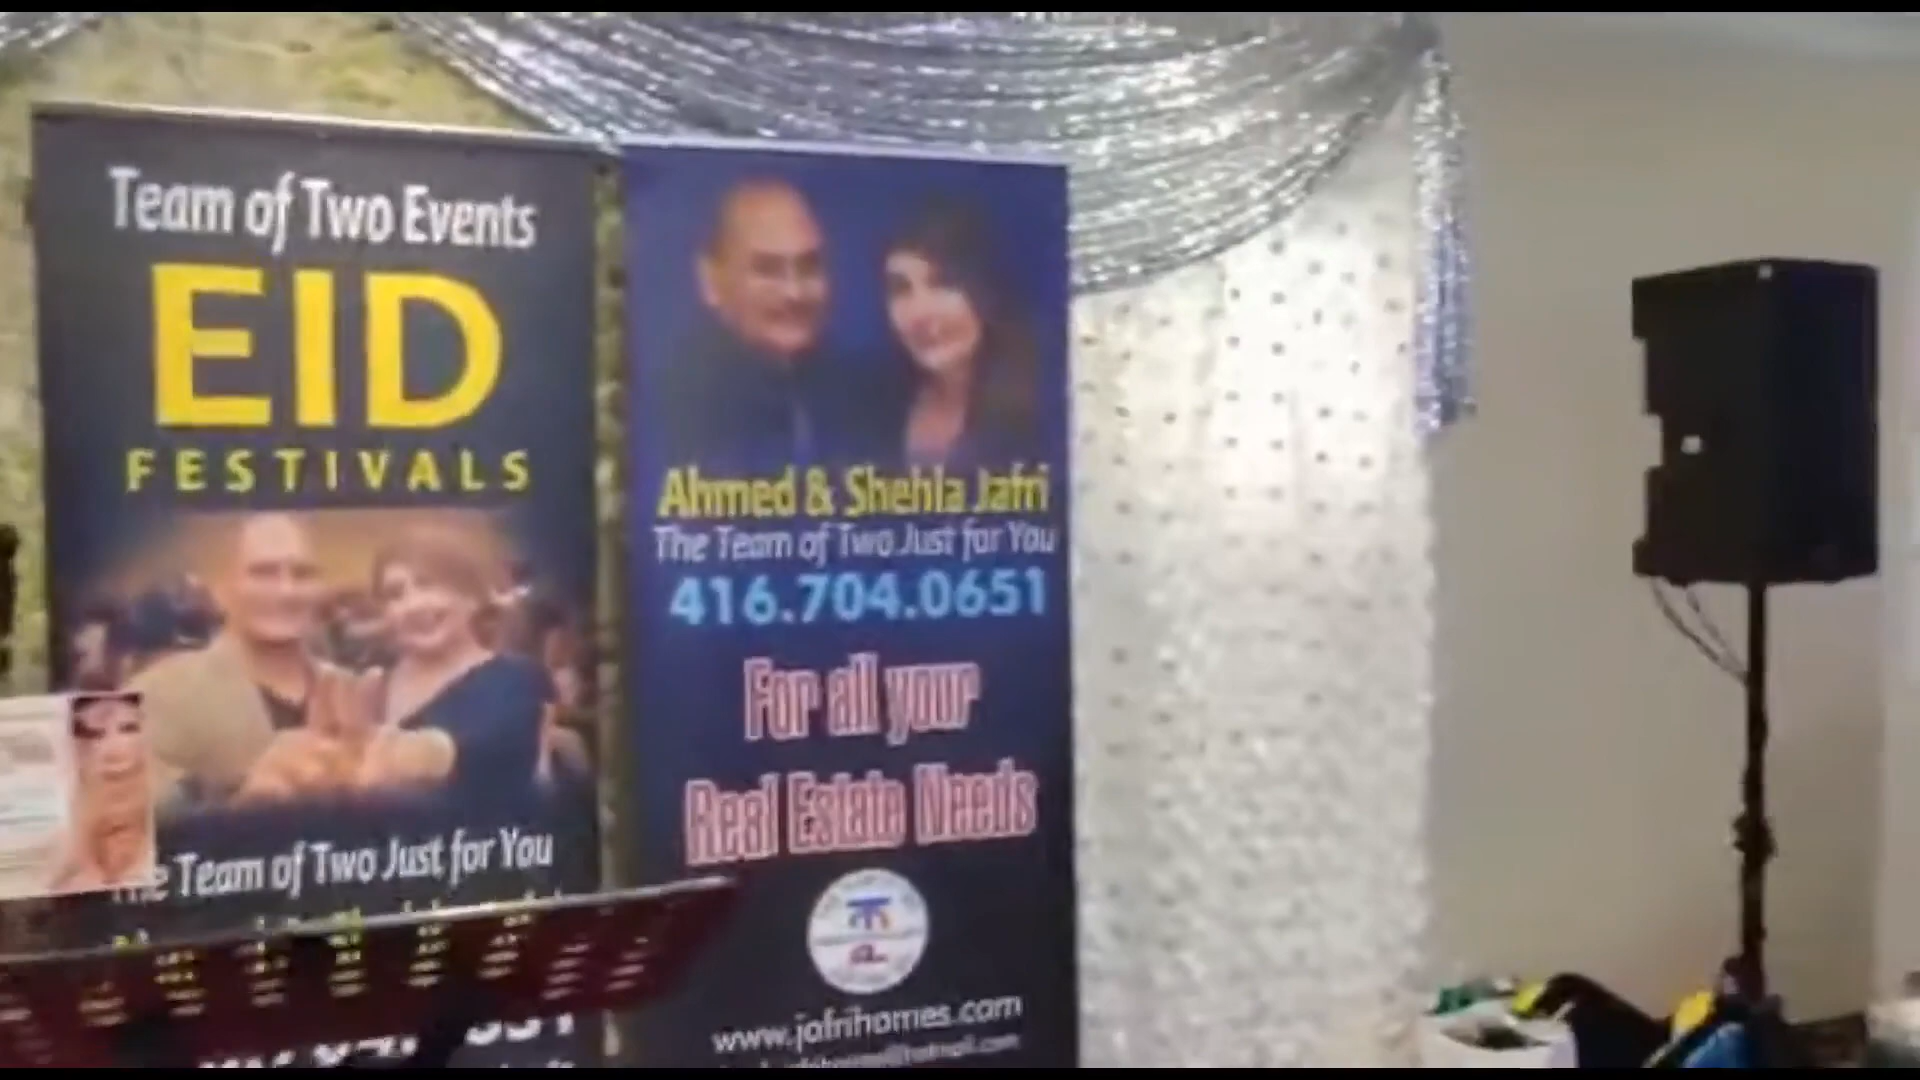 Team of Two Events
EID
FESTIVALS
Team of Two Just for You
Ahmed & Shehla Jafri
The Team of Two Just for You
416.704.0651
For all your
Real Estate Needs
www.jafrihomes.com